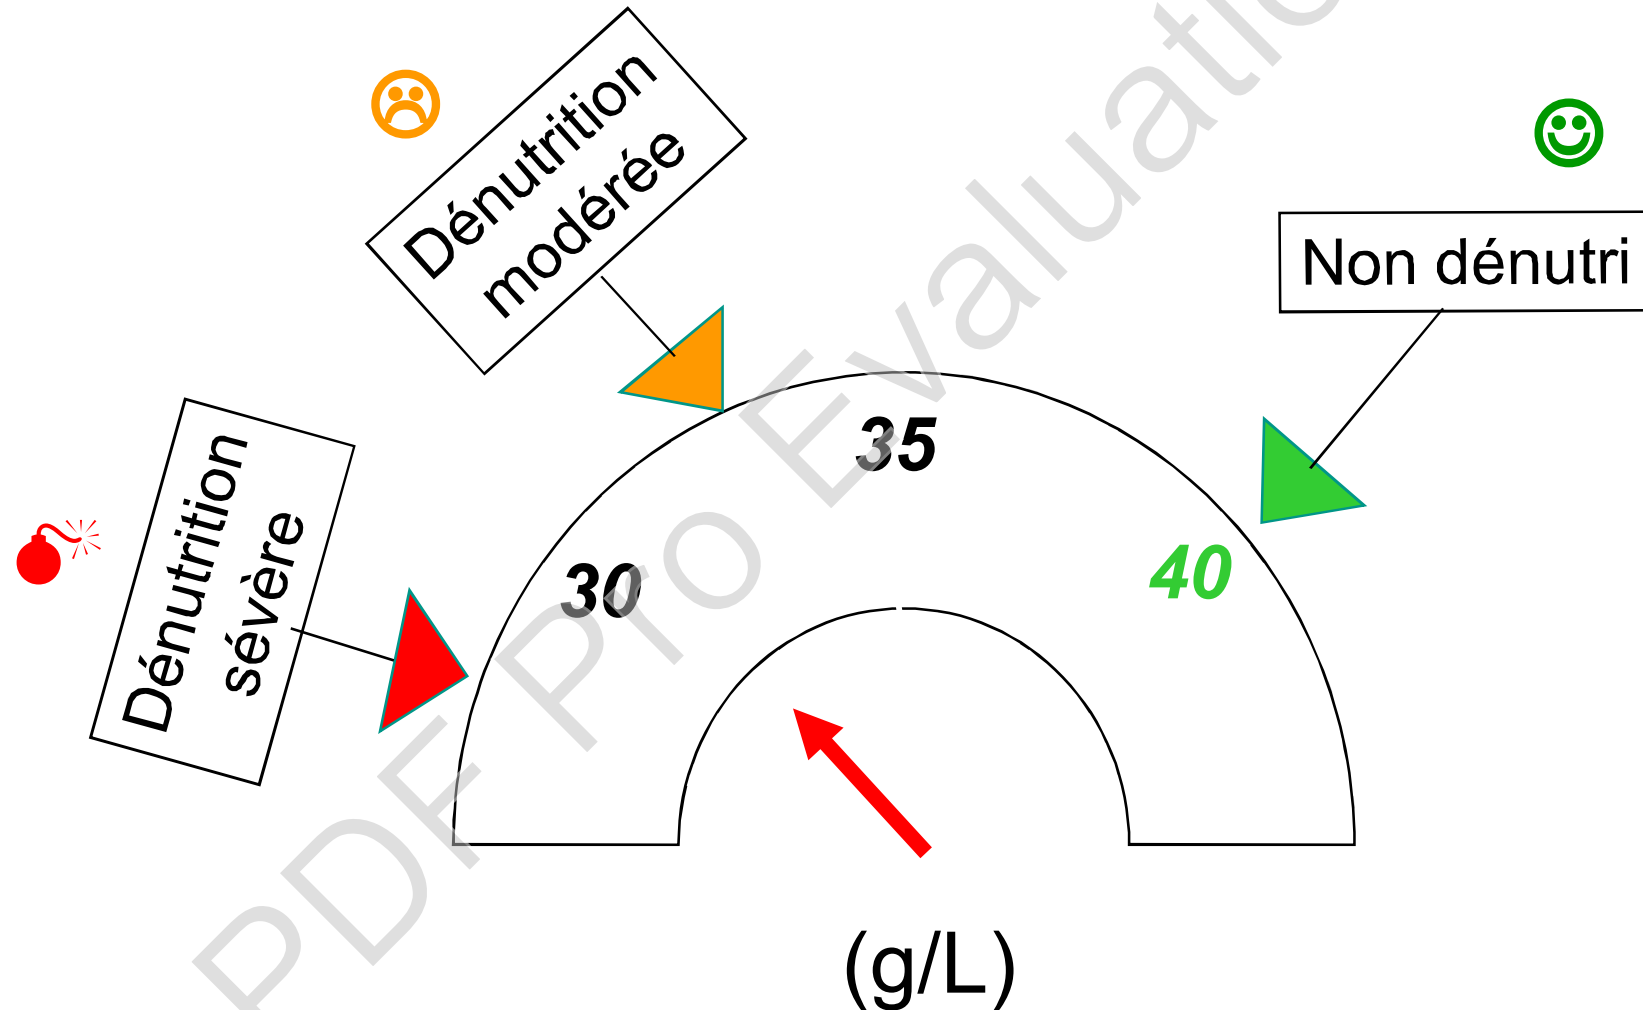 Dénutrition
modérée
Non dénutri
Dénutrition
sévère
35
30
40
(g/L)
PDF Pro Evaluatio